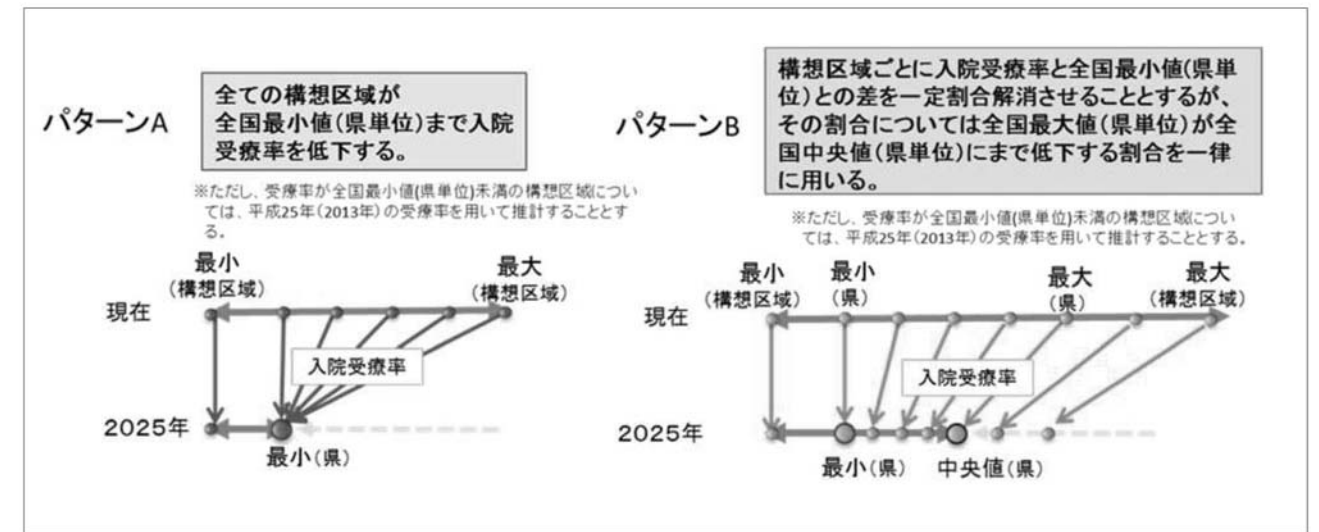 パターンA
全ての構想区域が
全国最小値(県単位)まで入院
受療率を低下する。
※ただし、受療率が全国最小値(県単位)未満の構想区域につい
ては、平成25年(2013年)の受療率を用いて推計することとす
る。
最小
(構想区域)
最大
(構想区域)
現在
入院受療率
2025年
最小(県)
パターンB
構想区域ごとに入院受療率と全国最小値(県単
位)との差を一定割合解消させることとするが、
その割合については全国最大値(県単位)が全
国中央値(県単位)にまで低下する割合を一律
に用いる。
※ただし、受療率が全国最小値(県単位)未満の構想区域につい
ては、平成25年(2013年)の受療率を用いて推計することとする。
最小
(構想区域)
最小
(県)
最大
(県)
最大
(構想区域)
現在
入院受療率
2025年
最小(県)
中央値(県)